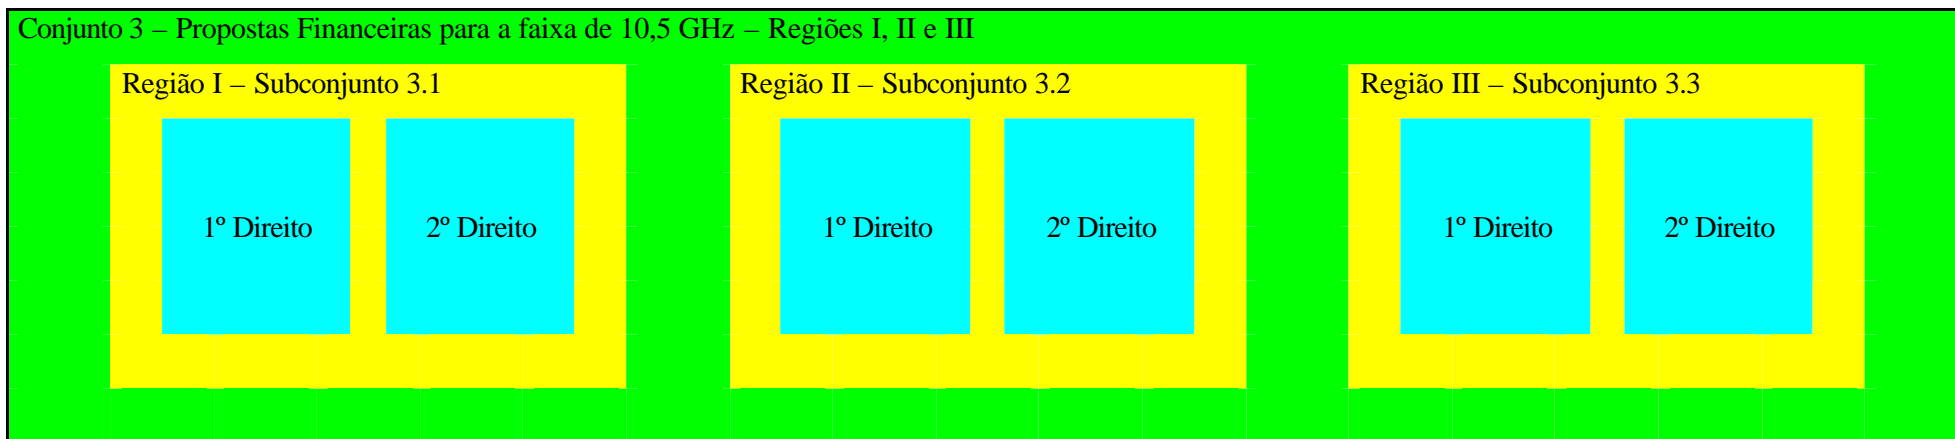 Conjunto 3 – Propostas Financeiras para a faixa de 10,5 GHz – Regiões I, II e III
Região I – Subconjunto 3.1
Região II – Subconjunto 3.2
Região III – Subconjunto 3.3
1º Direito
2º Direito
1º Direito
2º Direito
1º Direito
2º Direito